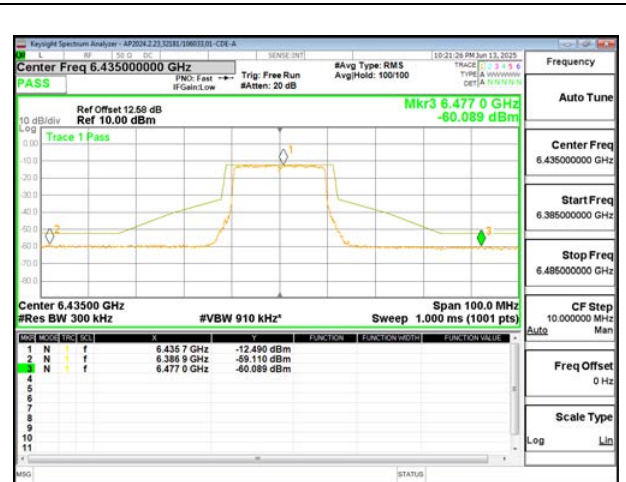 Keysight Spectrum Analyzer - AP2024.2.23,32181/106033,01-CDE-A
L RF 50 Ω DC SENSE:INT 10:21:26 PM Jun 13, 2025
Center Freq 6.435000000 GHz
PASS
PNO: Fast
IFGain:Low
Trig: Free Run
#Atten: 20 dB
#Avg Type: RMS
Avg|Hold: 100/100
TRACE 1 2 3 4 5 6
TYPE A WWWWW
DET A N N N N N
Frequency
Auto Tune
Center Freq
6.435000000 GHz
Start Freq
6.385000000 GHz
Stop Freq
6.485000000 GHz
CF Step
10.000000 MHz
Auto Man
Freq Offset
0 Hz
Scale Type
Log Lin
Ref Offset 12.58 dB
10 dB/div Ref 10.00 dBm
Mkr3 6.477 0 GHz
-60.089 dBm
Log
Trace 1 Pass
0.00
-10.0
-20.0
-30.0
-40.0
-50.0
-60.0
-70.0
-80.0
1
2
3
Center 6.43500 GHz Span 100.0 MHz
#Res BW 300 kHz #VBW 910 kHz* Sweep 1.000 ms (1001 pts)
MKR MODE TRC SCL X Y FUNCTION FUNCTION WIDTH FUNCTION VALUE
1 N 1 f 6.435 7 GHz -12.490 dBm
2 N 1 f 6.386 9 GHz -59.110 dBm
3 N 1 f 6.477 0 GHz -60.089 dBm
4
5
6
7
8
9
10
11
MSG STATUS